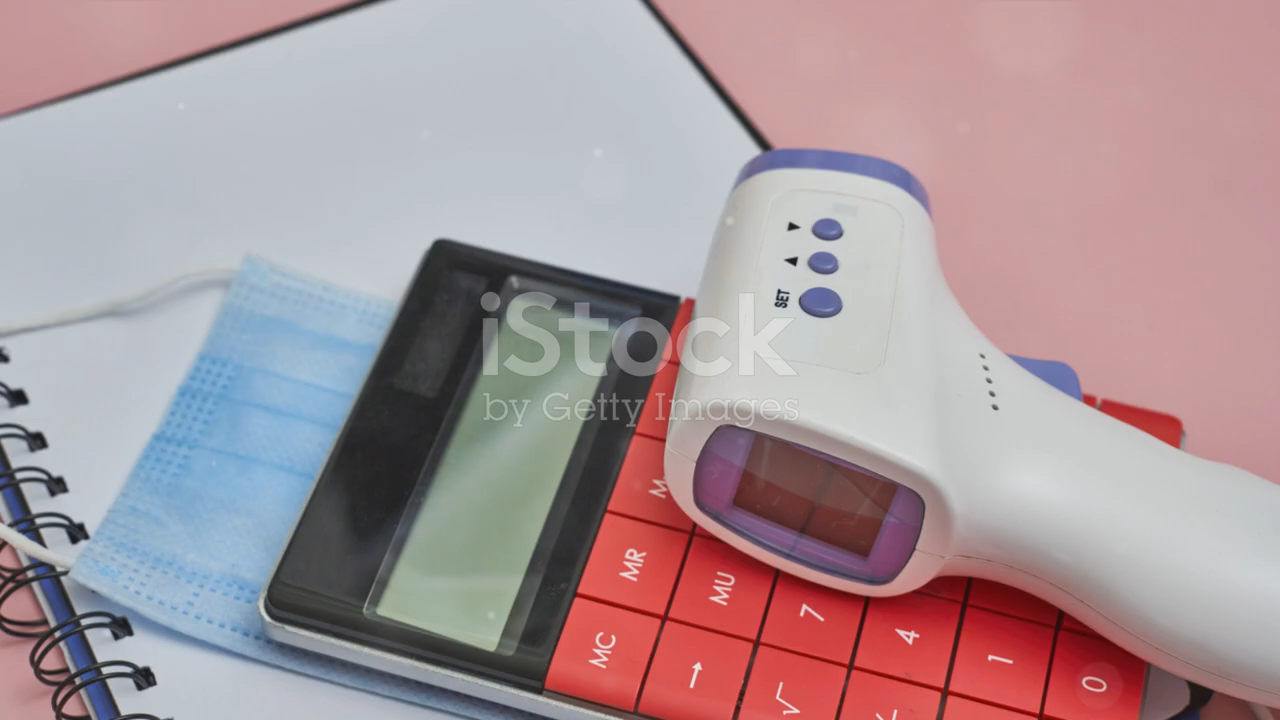 SET
iStock
by Getty Images
MR
MU
7
4
1
0
MC
→
√